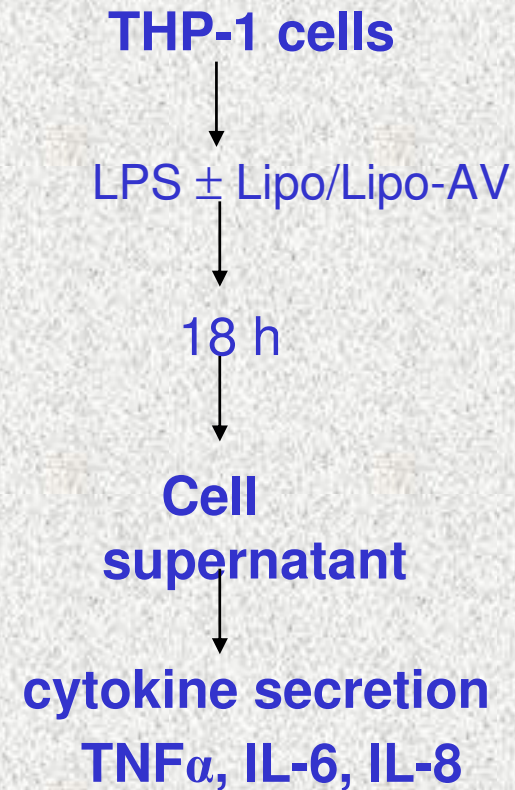 THP-1 cells
LPS ± Lipo/Lipo-AV
18 h
Cell
supernatant
cytokine secretion
TNFα, IL-6, IL-8